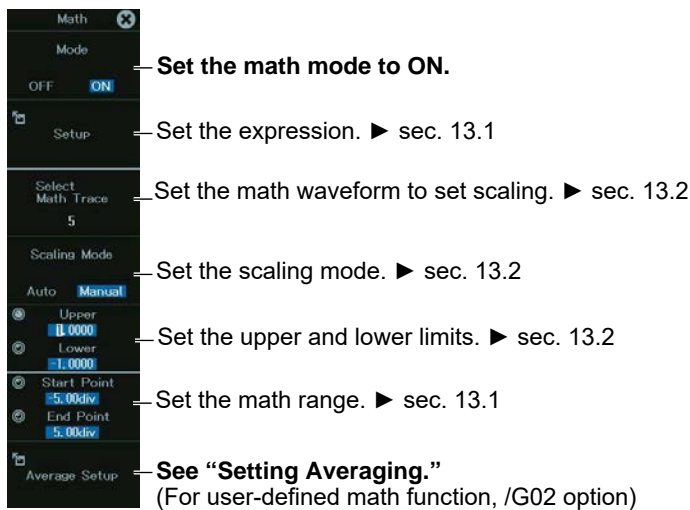 Math
Mode
OFF ON
Set the math mode to ON.
Setup
Set the expression. ► sec. 13.1
Select
Math Trace
5
Set the math waveform to set scaling. ► sec. 13.2
Scaling Mode
Auto Manual
Set the scaling mode. ► sec. 13.2
Upper
1.0000
Lower
-1.0000
Set the upper and lower limits. ► sec. 13.2
Start Point
-5.00div
End Point
5.00div
Set the math range. ► sec. 13.1
Average Setup
See “Setting Averaging.”
(For user-defined math function, /G02 option)